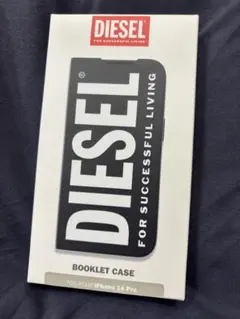 DIESEL
FOR SUCCESSFUL LIVING
DIESEL®
FOR SUCCESSFUL LIVING
BOOKLET CASE
iPhone 14 Pro